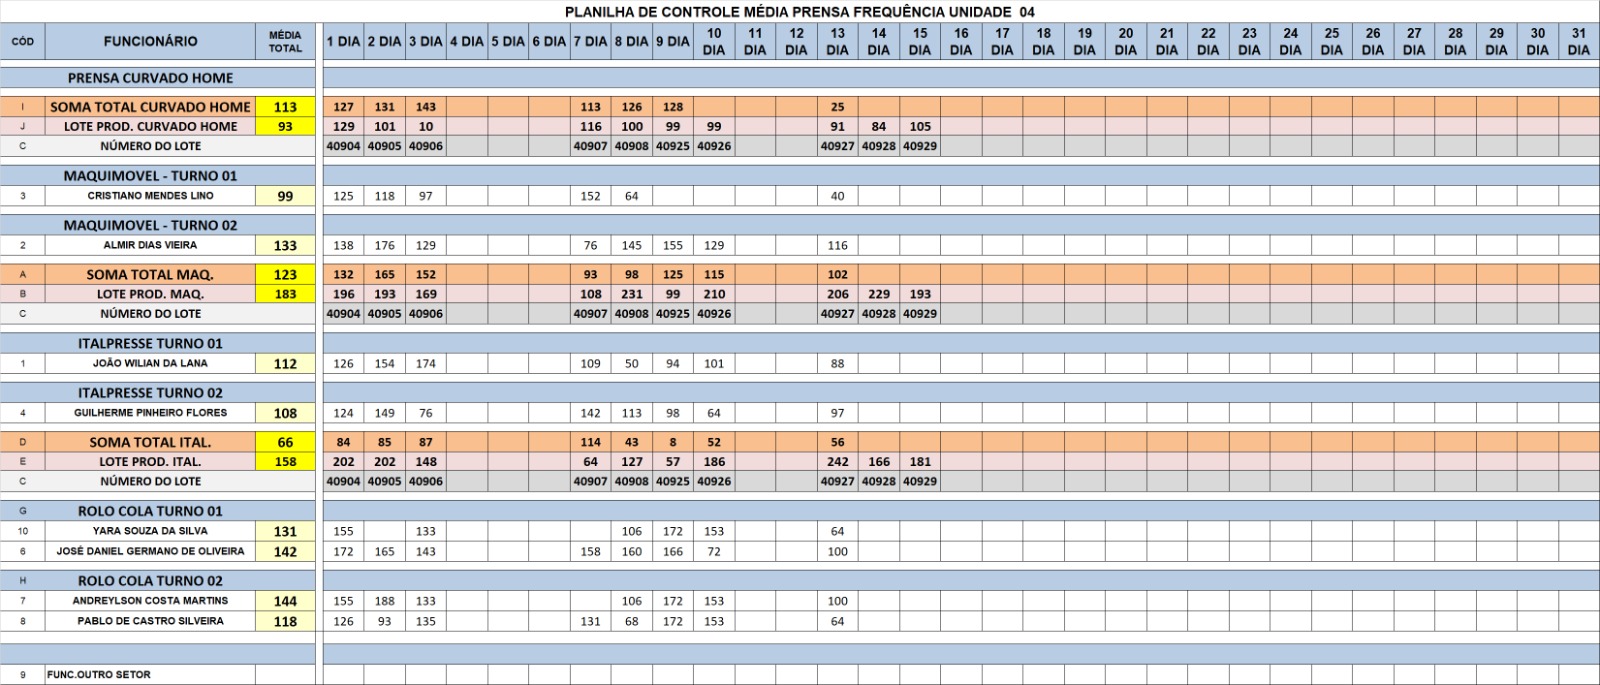 PLANILHA DE CONTROLE MÉDIA PRENSA FREQUÊNCIA UNIDADE 04
CÓD FUNCIONÁRIO MÉDIA TOTAL 1 DIA 2 DIA 3 DIA 4 DIA 5 DIA 6 DIA 7 DIA 8 DIA 9 DIA 10 DIA 11 DIA 12 DIA 13 DIA 14 DIA 15 DIA 16 DIA 17 DIA 18 DIA 19 DIA 20 DIA 21 DIA 22 DIA 23 DIA 24 DIA 25 DIA 26 DIA 27 DIA 28 DIA 29 DIA 30 DIA 31 DIA
PRENSA CURVADO HOME
I SOMA TOTAL CURVADO HOME 113 127 131 143 113 126 128 25
J LOTE PROD. CURVADO HOME 93 129 101 10 116 100 99 99 91 84 105
C NÚMERO DO LOTE 40904 40905 40906 40907 40908 40925 40926 40927 40928 40929
MAQUIMOVEL - TURNO 01
3 CRISTIANO MENDES LINO 99 125 118 97 152 64 40
MAQUIMOVEL - TURNO 02
2 ALMIR DIAS VIEIRA 133 138 176 129 76 145 155 129 116
A SOMA TOTAL MAQ. 123 132 165 152 93 98 125 115 102
B LOTE PROD. MAQ. 183 196 193 169 108 231 99 210 206 229 193
C NÚMERO DO LOTE 40904 40905 40906 40907 40908 40925 40926 40927 40928 40929
ITALPRESSE TURNO 01
1 JOÃO WILIAN DA LANA 112 126 154 174 109 50 94 101 88
ITALPRESSE TURNO 02
4 GUILHERME PINHEIRO FLORES 108 124 149 76 142 113 98 64 97
D SOMA TOTAL ITAL. 66 84 85 87 114 43 8 52 56
E LOTE PROD. ITAL. 158 202 202 148 64 127 57 186 242 166 181
C NÚMERO DO LOTE 40904 40905 40906 40907 40908 40925 40926 40927 40928 40929
G ROLO COLA TURNO 01
10 YARA SOUZA DA SILVA 131 155 133 106 172 153 64
6 JOSÉ DANIEL GERMANO DE OLIVEIRA 142 172 165 143 158 160 166 72 100
H ROLO COLA TURNO 02
7 ANDREYLSON COSTA MARTINS 144 155 188 133 106 172 153 100
8 PABLO DE CASTRO SILVEIRA 118 126 93 135 131 68 172 153 64
9 FUNC.OUTRO SETOR